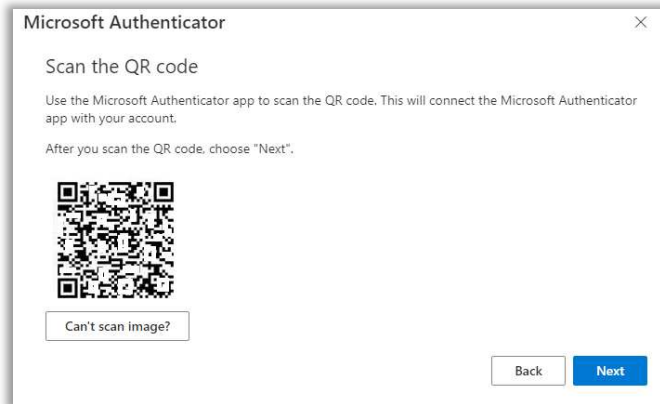 Microsoft Authenticator
Scan the QR code
Use the Microsoft Authenticator app to scan the QR code. This will connect the Microsoft Authenticator
app with your account.
After you scan the QR code, choose "Next".
Can't scan image?
Back Next